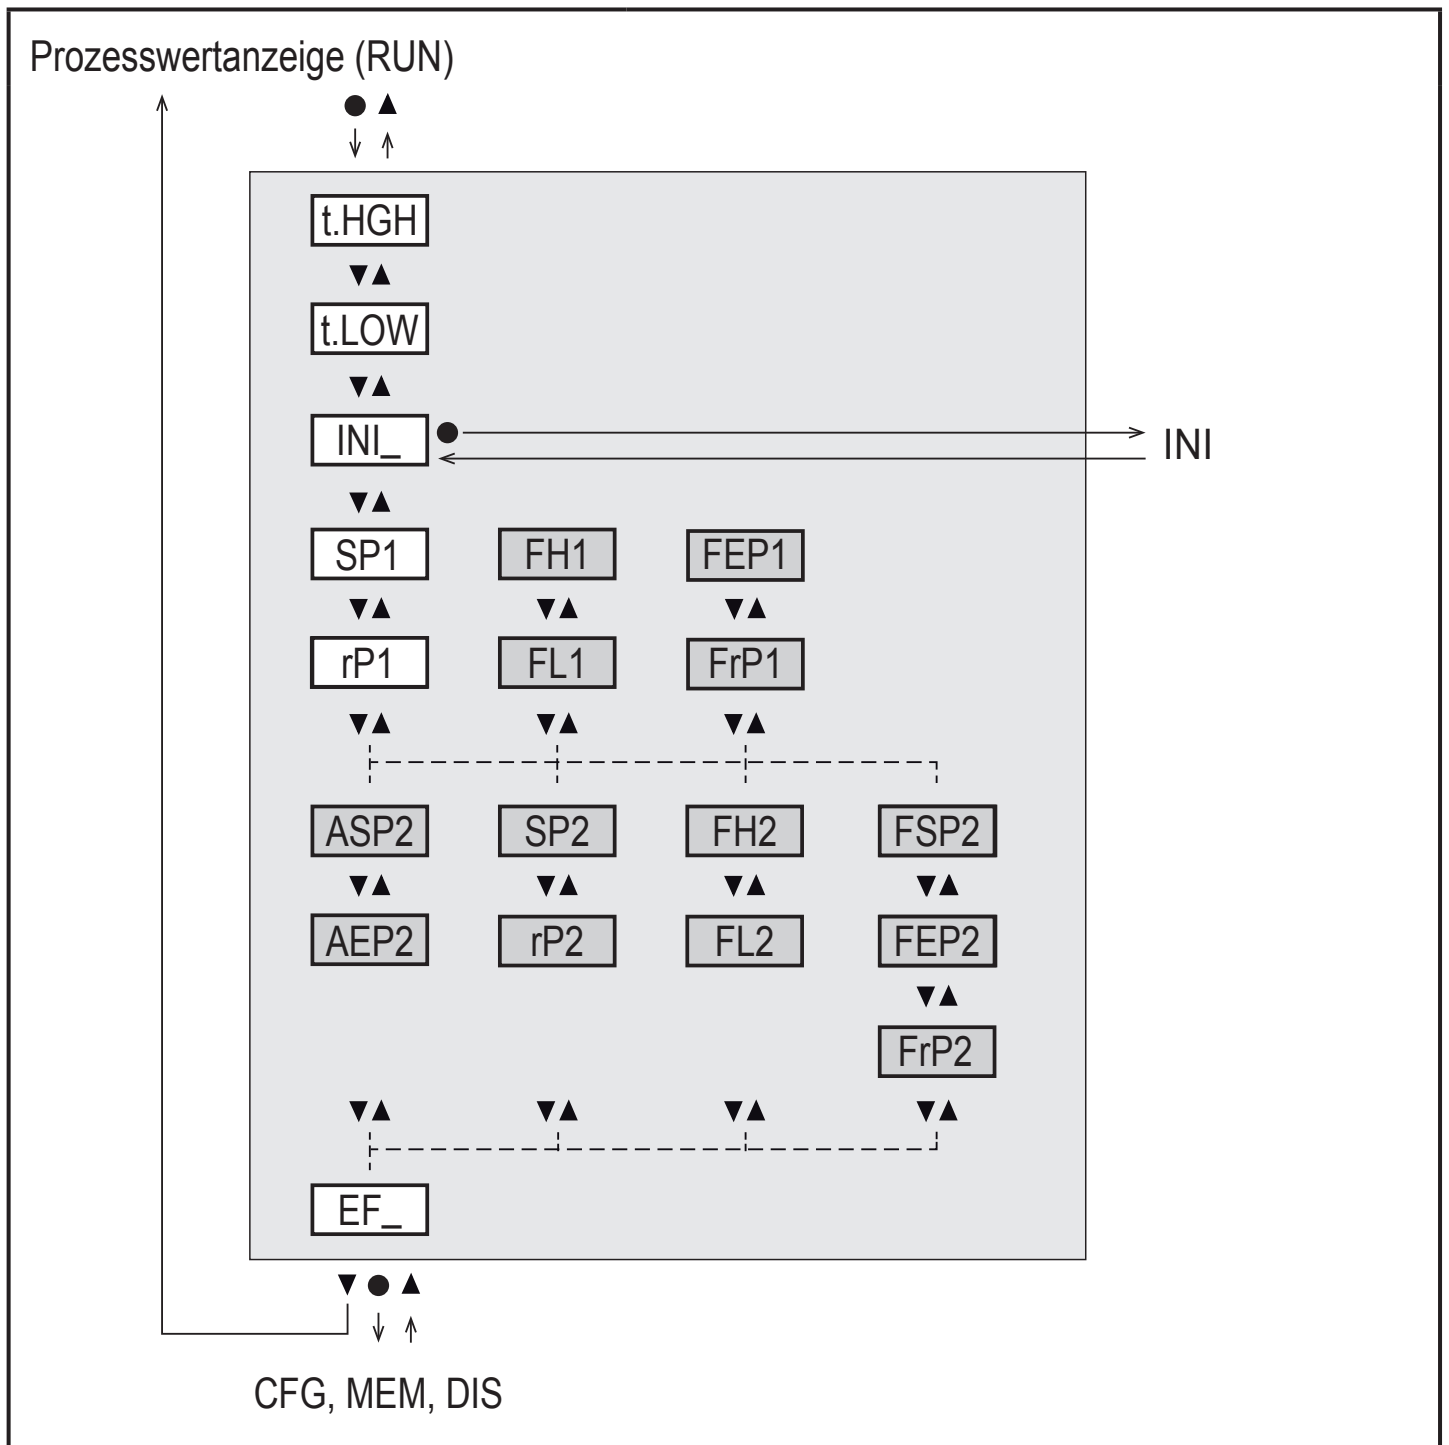 Prozesswertanzeige (RUN)
t.HGH
t.LOW
INI_
INI
SP1 FH1 FEP1
rP1 FL1 FrP1
ASP2 SP2 FH2 FSP2
AEP2 rP2 FL2 FEP2
FrP2
EF_
CFG, MEM, DIS